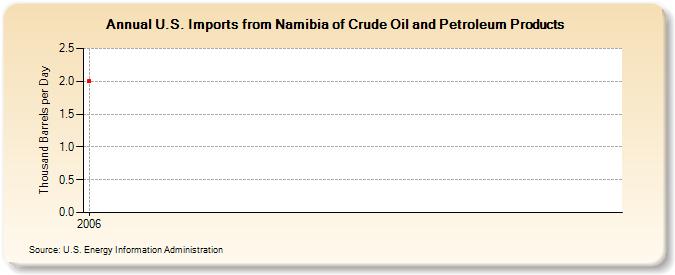 Annual U.S. Imports from Namibia of Crude Oil and Petroleum Products
Thousand Barrels per Day
2.5
2.0
1.5
1.0
0.5
0.0
2006
Source: U.S. Energy Information Administration